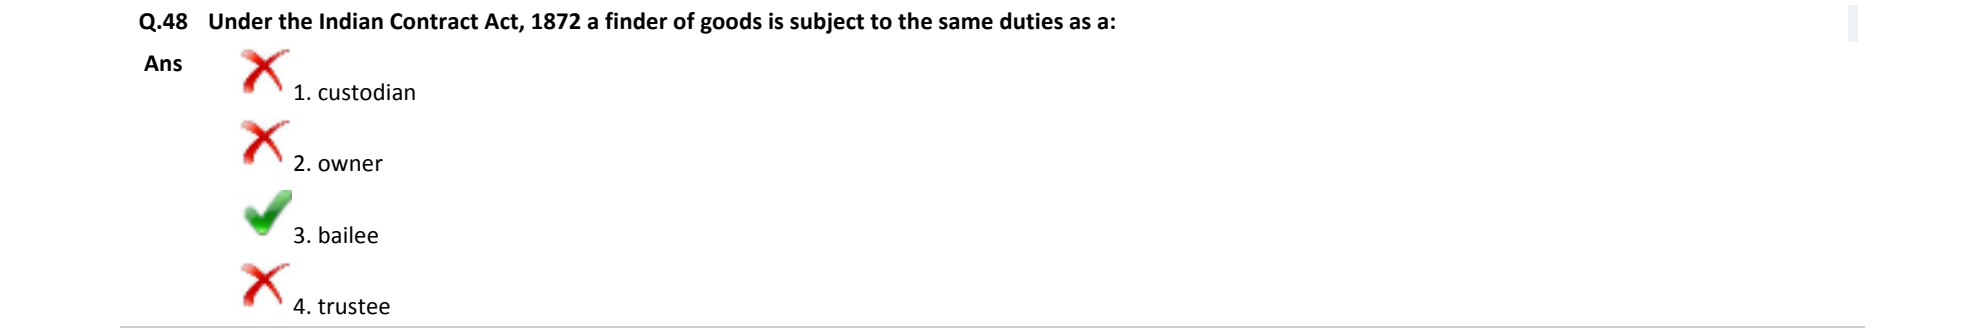 Q.48 Under the Indian Contract Act, 1872 a finder of goods is subject to the same duties as a:
Ans
1. custodian
2. owner
3. bailee
4. trustee